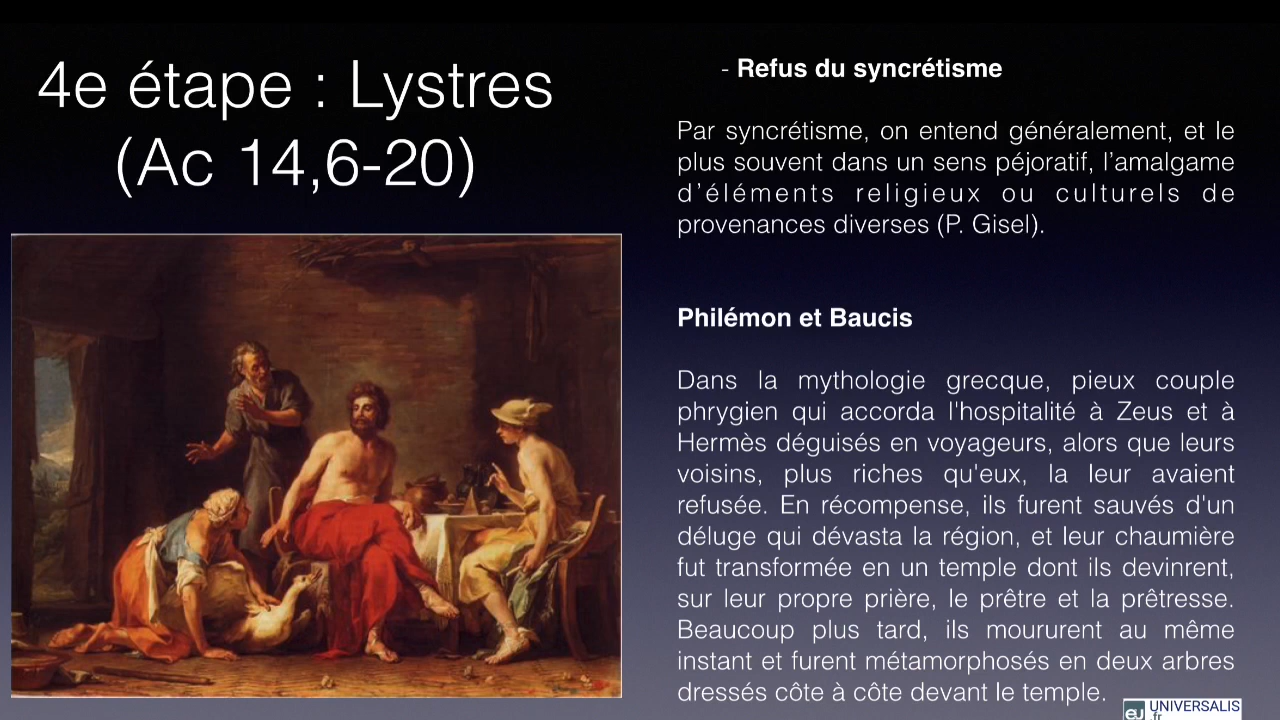 4e étape : Lystres
(Ac 14,6-20)
- Refus du syncrétisme
Par syncrétisme, on entend généralement, et le
plus souvent dans un sens péjoratif, l’amalgame
d’éléments religieux ou culturels de
provenances diverses (P. Gisel).
Philémon et Baucis
Dans la mythologie grecque, pieux couple
phrygien qui accorda l'hospitalité à Zeus et à
Hermès déguisés en voyageurs, alors que leurs
voisins, plus riches qu'eux, la leur avaient
refusée. En récompense, ils furent sauvés d'un
déluge qui dévasta la région, et leur chaumière
fut transformée en un temple dont ils devinrent,
sur leur propre prière, le prêtre et la prêtresse.
Beaucoup plus tard, ils moururent au même
instant et furent métamorphosés en deux arbres
dressés côte à côte devant le temple.
eu UNIVERSALIS
.fr